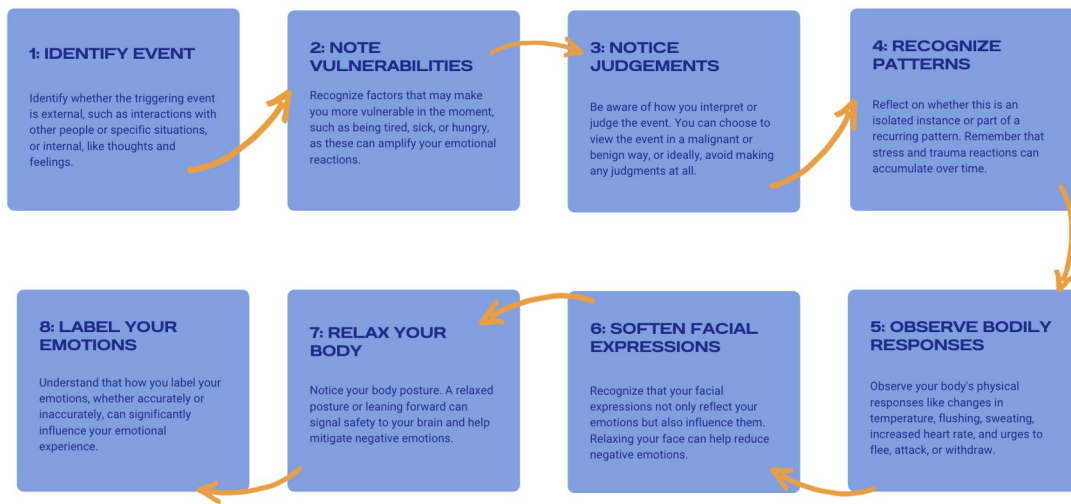 1: IDENTIFY EVENT
Identify whether the triggering event
is external, such as interactions with
other people or specific situations,
or internal, like thoughts and
feelings.
2: NOTE
VULNERABILITIES
Recognize factors that may make
you more vulnerable in the moment,
such as being tired, sick, or hungry,
as these can amplify your emotional
reactions.
3: NOTICE
JUDGEMENTS
Be aware of how you interpret or
judge the event. You can choose to
view the event in a malignant or
benign way, or ideally, avoid making
any judgments at all.
4: RECOGNIZE
PATTERNS
Reflect on whether this is an
isolated instance or part of a
recurring pattern. Remember that
stress and trauma reactions can
accumulate over time.
5: OBSERVE BODILY
RESPONSES
Observe your body's physical
responses like changes in
temperature, flushing, sweating,
increased heart rate, and urges to
flee, attack, or withdraw.
6: SOFTEN FACIAL
EXPRESSIONS
Recognize that your facial
expressions not only reflect your
emotions but also influence them.
Relaxing your face can help reduce
negative emotions.
7: RELAX YOUR
BODY
Notice your body posture. A relaxed
posture or leaning forward can
signal safety to your brain and help
mitigate negative emotions.
8: LABEL YOUR
EMOTIONS
Understand that how you label your
emotions, whether accurately or
inaccurately, can significantly
influence your emotional
experience.